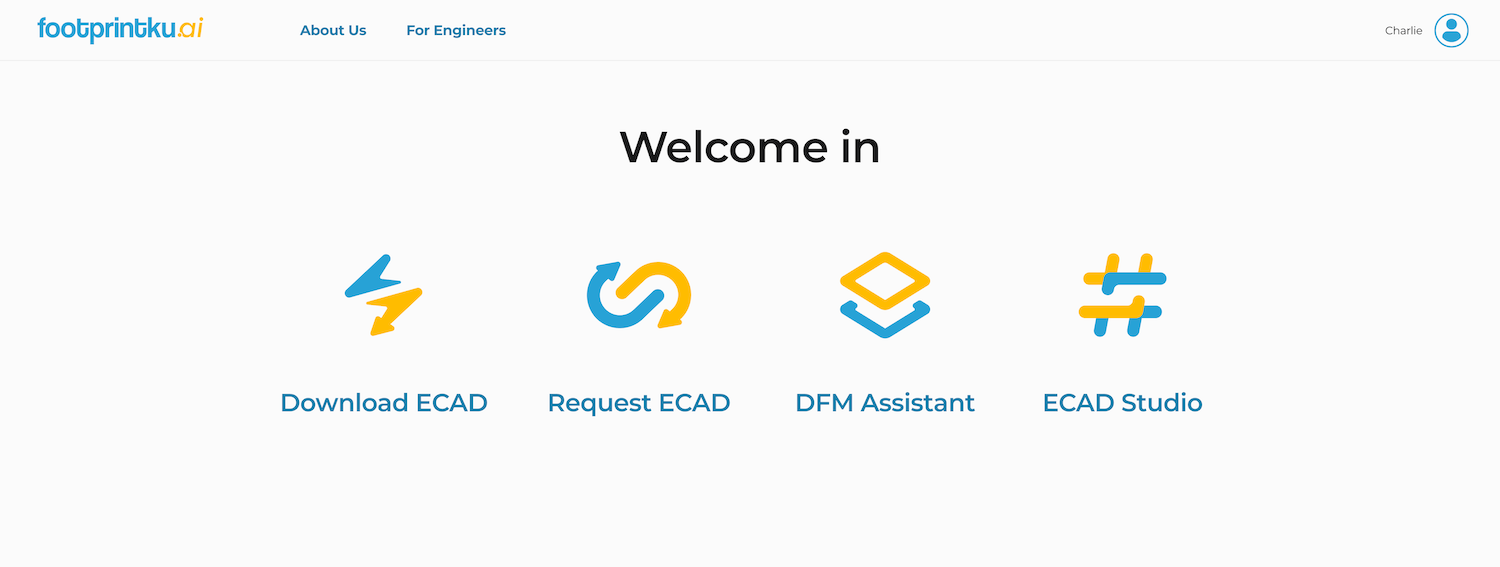 footprintku.ai
About Us
For Engineers
Charlie
Welcome in
Download ECAD
Request ECAD
DFM Assistant
ECAD Studio